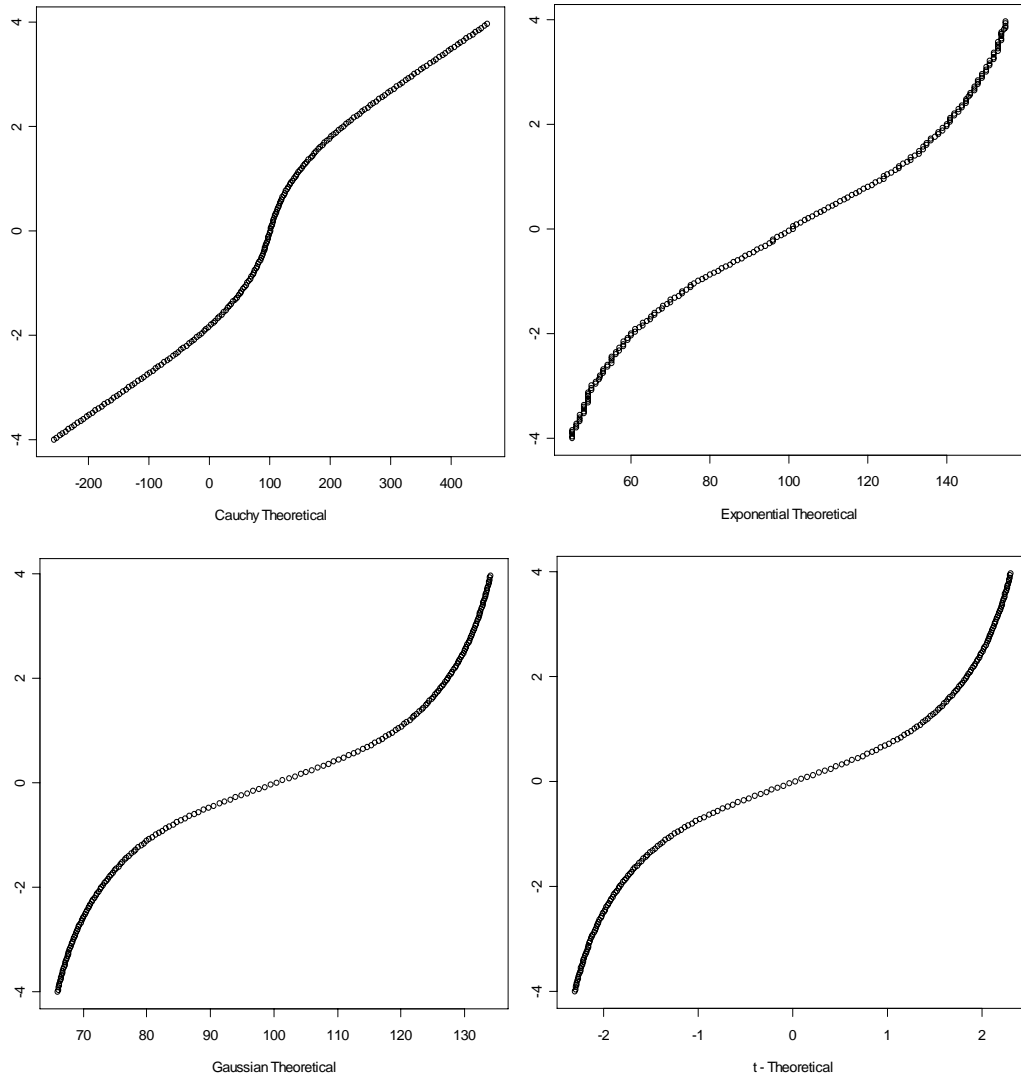 4
2
0
-2
-4
-200 -100 0 100 200 300 400
Cauchy Theoretical
4
2
0
-2
-4
60 80 100 120 140
Exponential Theoretical
4
2
0
-2
-4
70 80 90 100 110 120 130
Gaussian Theoretical
4
2
0
-2
-4
-2 -1 0 1 2
t - Theoretical